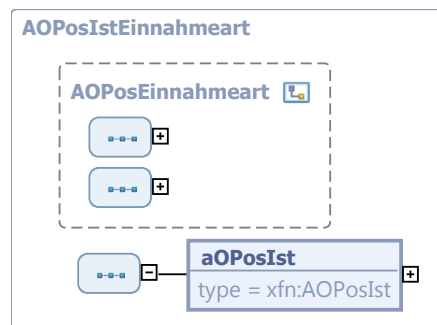 AOPosIstEinnahmeart
AOPosEinnahmeart
aOPosIst
type = xfn:AOPosIst